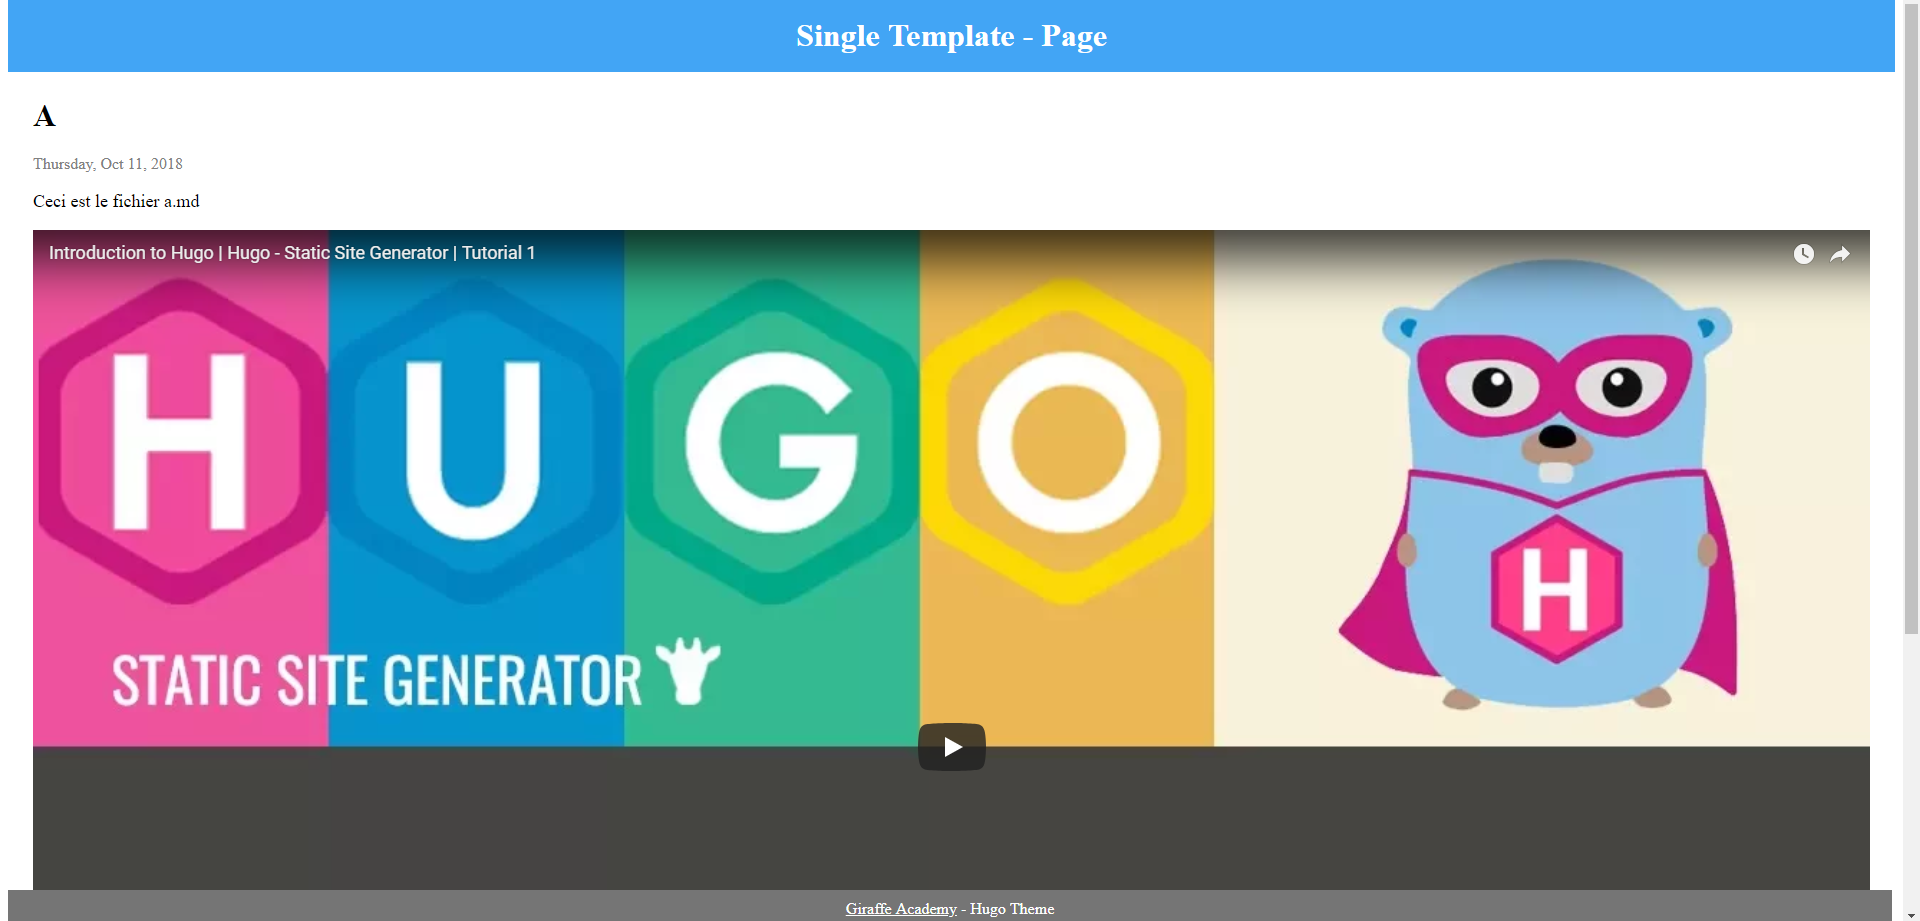 Single Template - Page
A
Thursday, Oct 11, 2018
Ceci est le fichier a.md
Introduction to Hugo | Hugo - Static Site Generator | Tutorial 1
HUGO
H
STATIC SITE GENERATOR
Giraffe Academy - Hugo Theme